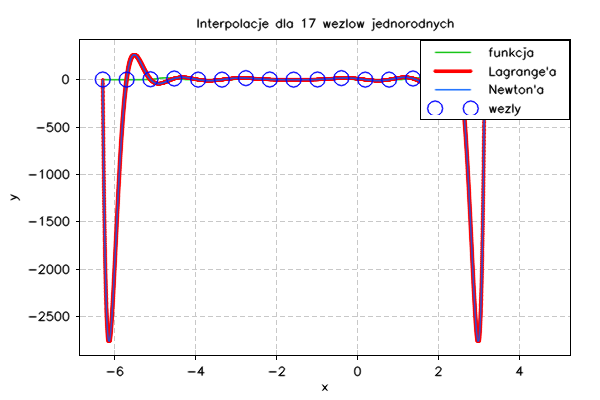 Interpolacje dla 17 wezlow jednorodnych
funkcja
Lagrange'a
Newton'a
wezly
0
−500
−1000
−1500
−2000
−2500
y
−6 −4 −2 0 2 4
x